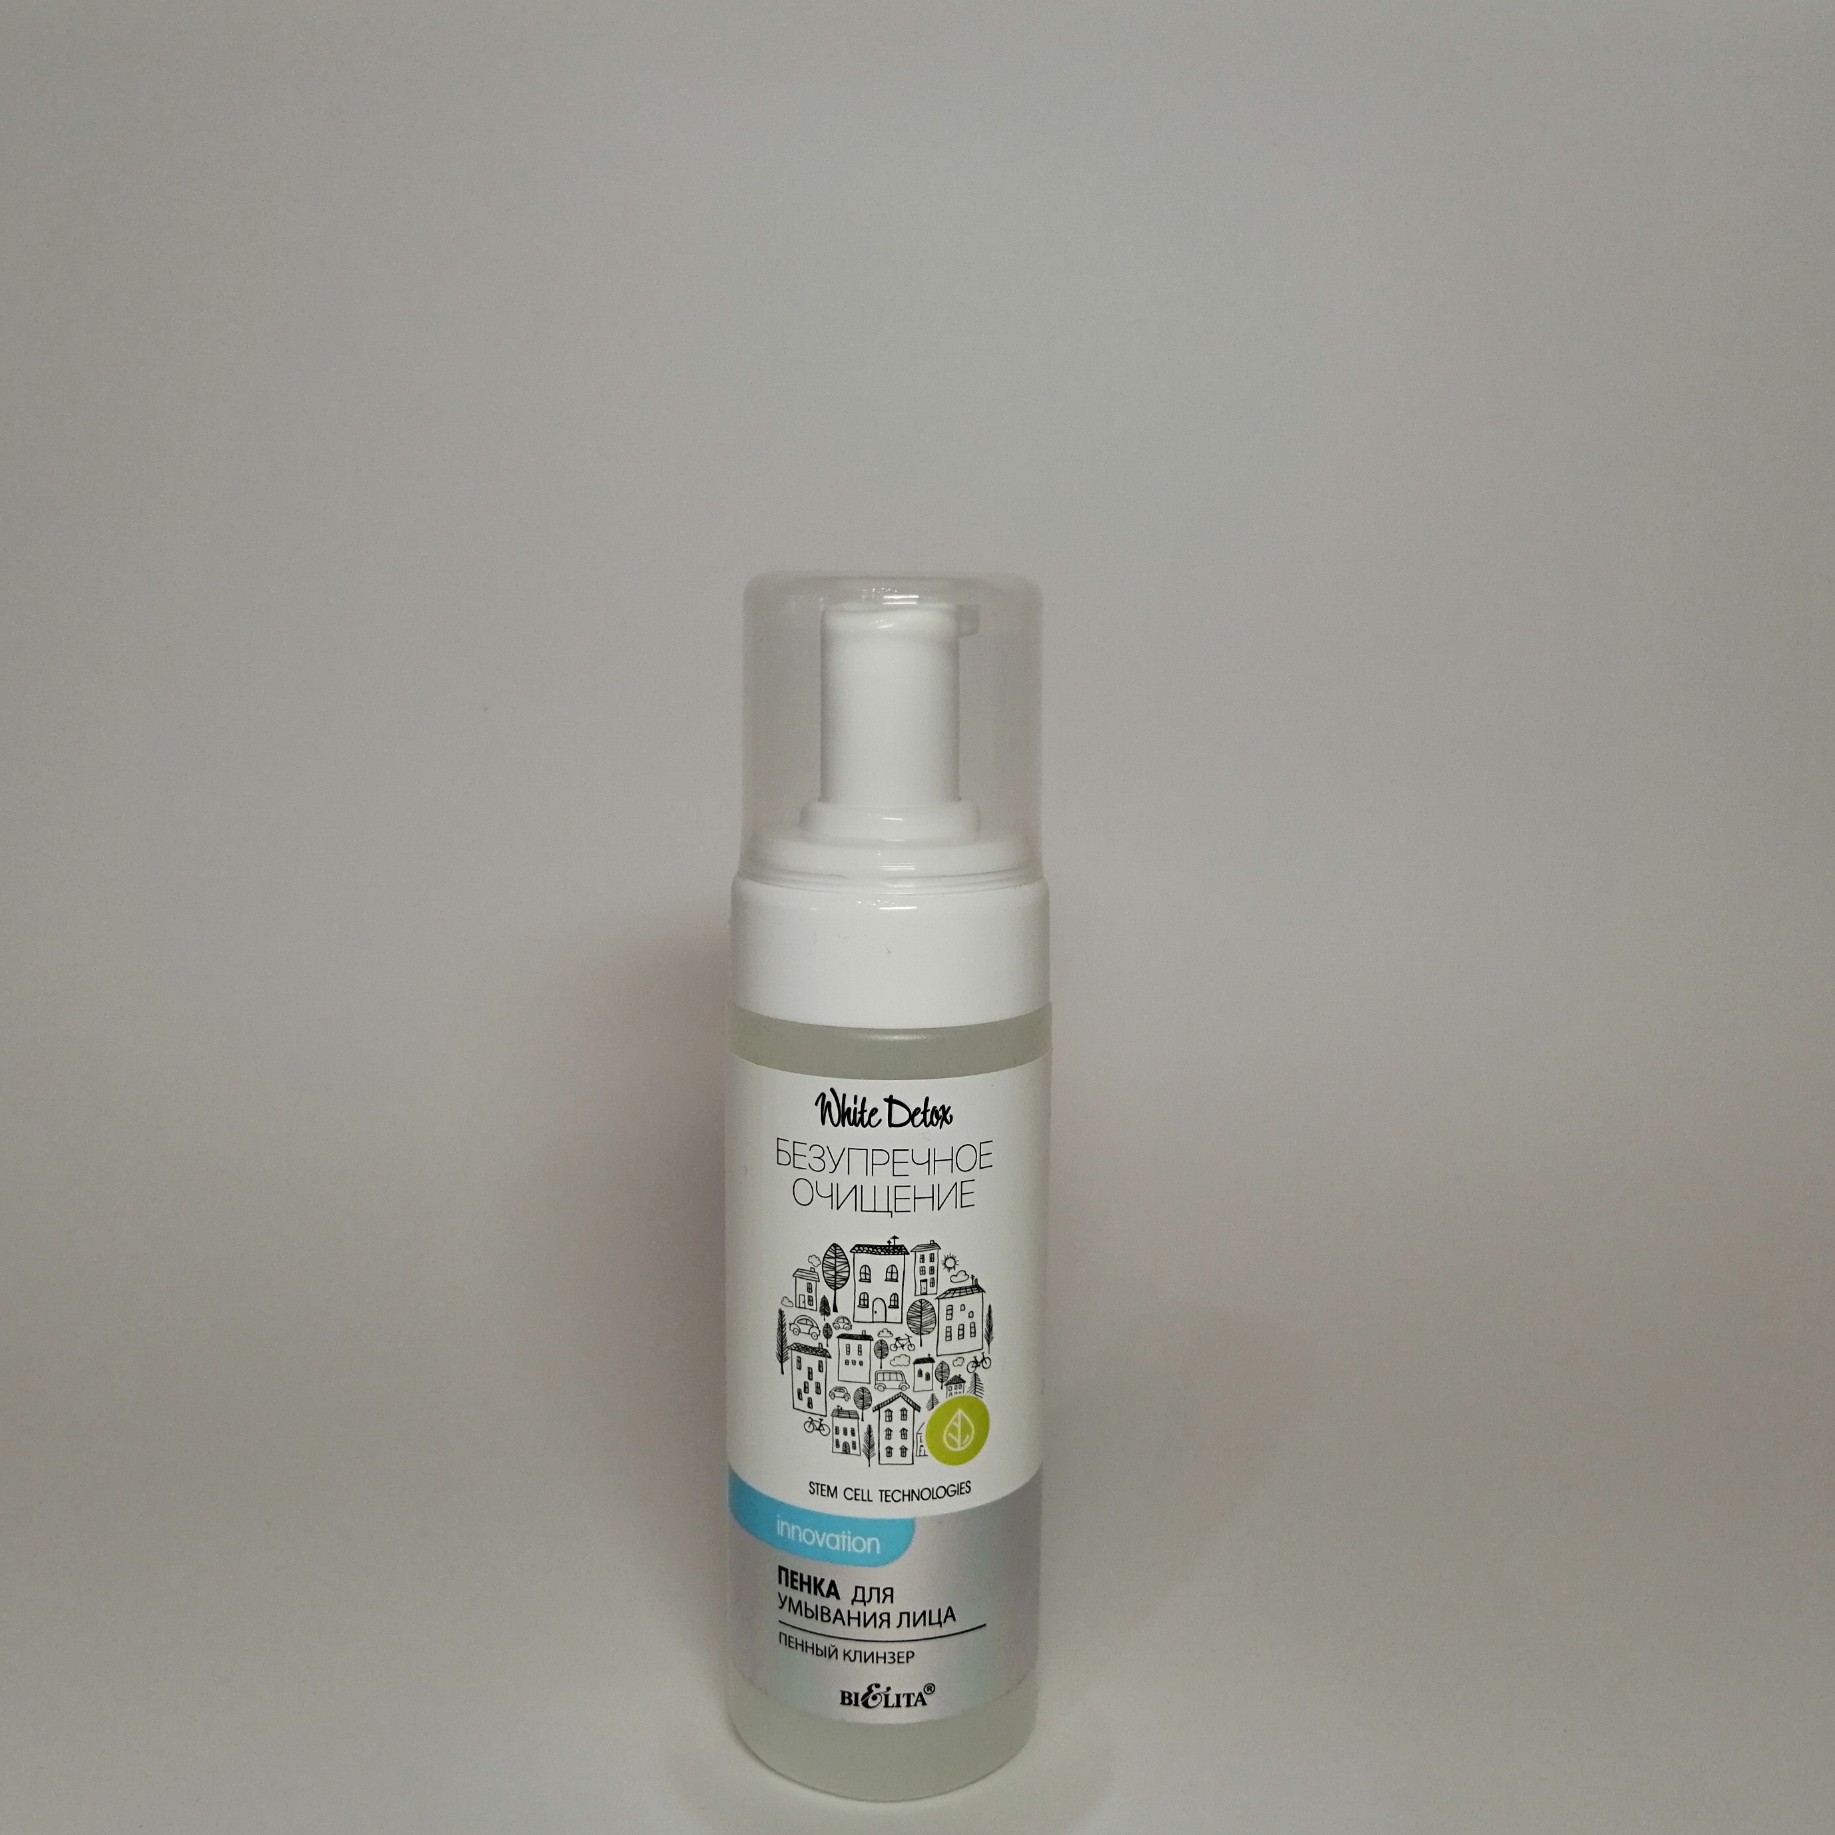 White Detox
БЕЗУПРЕЧНОЕ
ОЧИЩЕНИЕ
STEM CELL TECHNOLOGIES
innovation
ПЕНКА ДЛЯ
УМЫВАНИЯ ЛИЦА
ПЕННЫЙ КЛИНЗЕР
BIELITA®